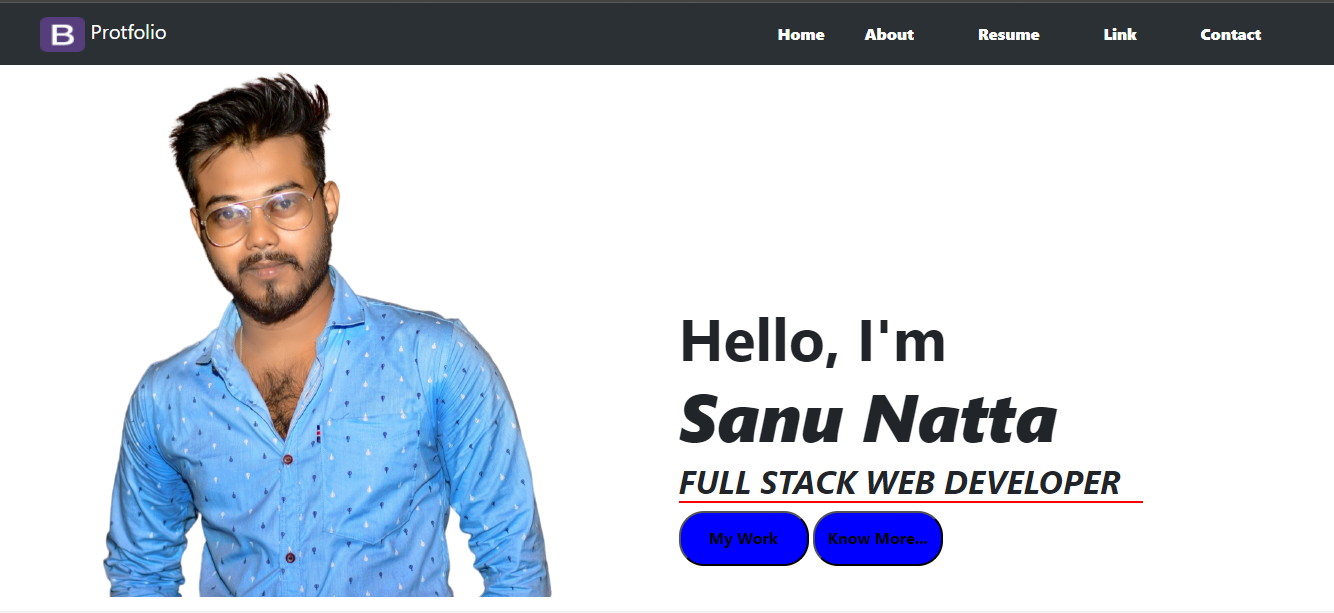 B Protfolio Home About Resume Link Contact
Hello, I'm
Sanu Natta
FULL STACK WEB DEVELOPER
My Work Know More...